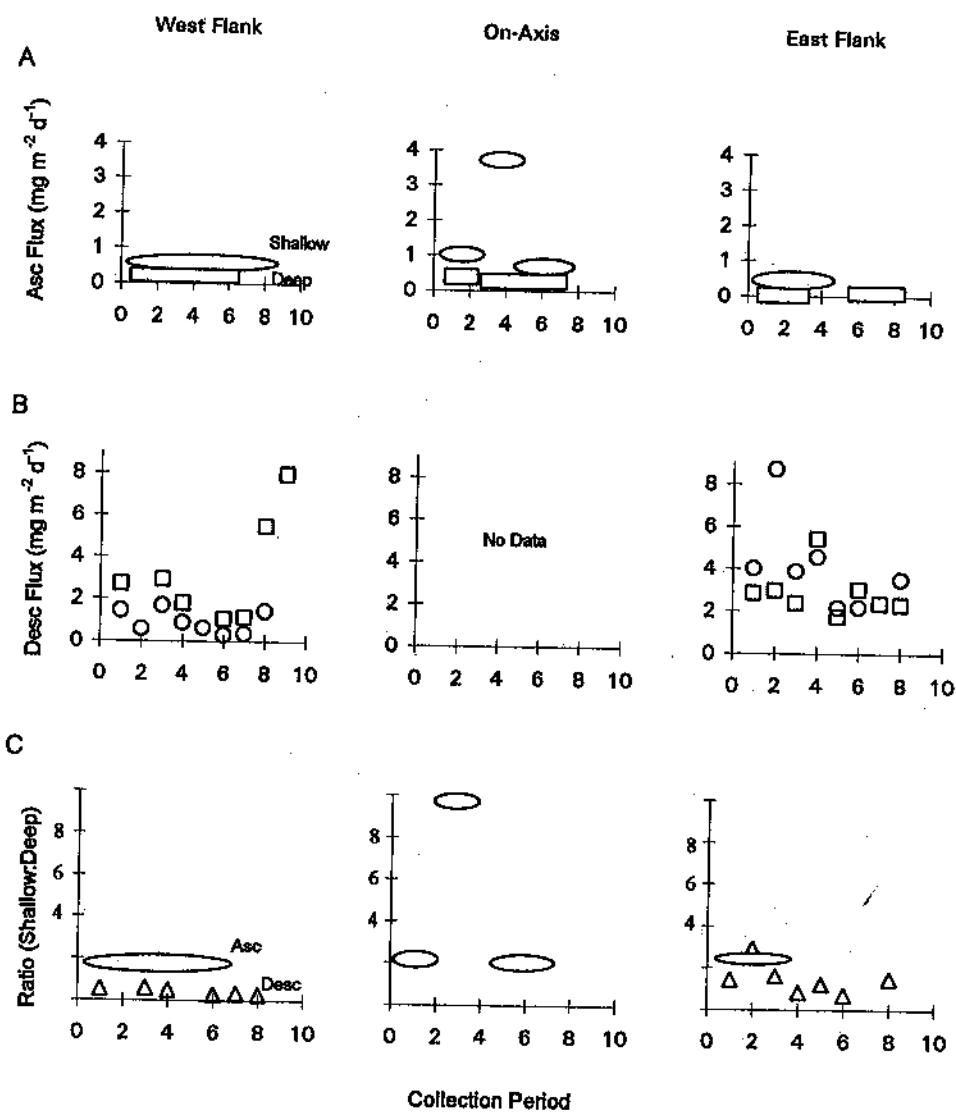 West Flank
On-Axis
East Flank
A
Asc Flux (mg m⁻² d⁻¹)
4
3
2
1
0
Shallow
Deep
0 2 4 6 8 10
4
3
2
1
0
0 2 4 6 8 10
4
3
2
1
0
0 2 4 6 8 10
B
Desc Flux (mg m⁻² d⁻¹)
8
6
4
2
0
0 2 4 6 8 10
8
6
4
2
0
No Data
0 2 4 6 8 10
8
6
4
2
0
0 2 4 6 8 10
C
Ratio (Shallow:Deep)
8
6
4
Asc
Desc
0 2 4 6 8 10
8
6
4
0 2 4 6 8 10
8
6
4
0 2 4 6 8 10
Collection Period